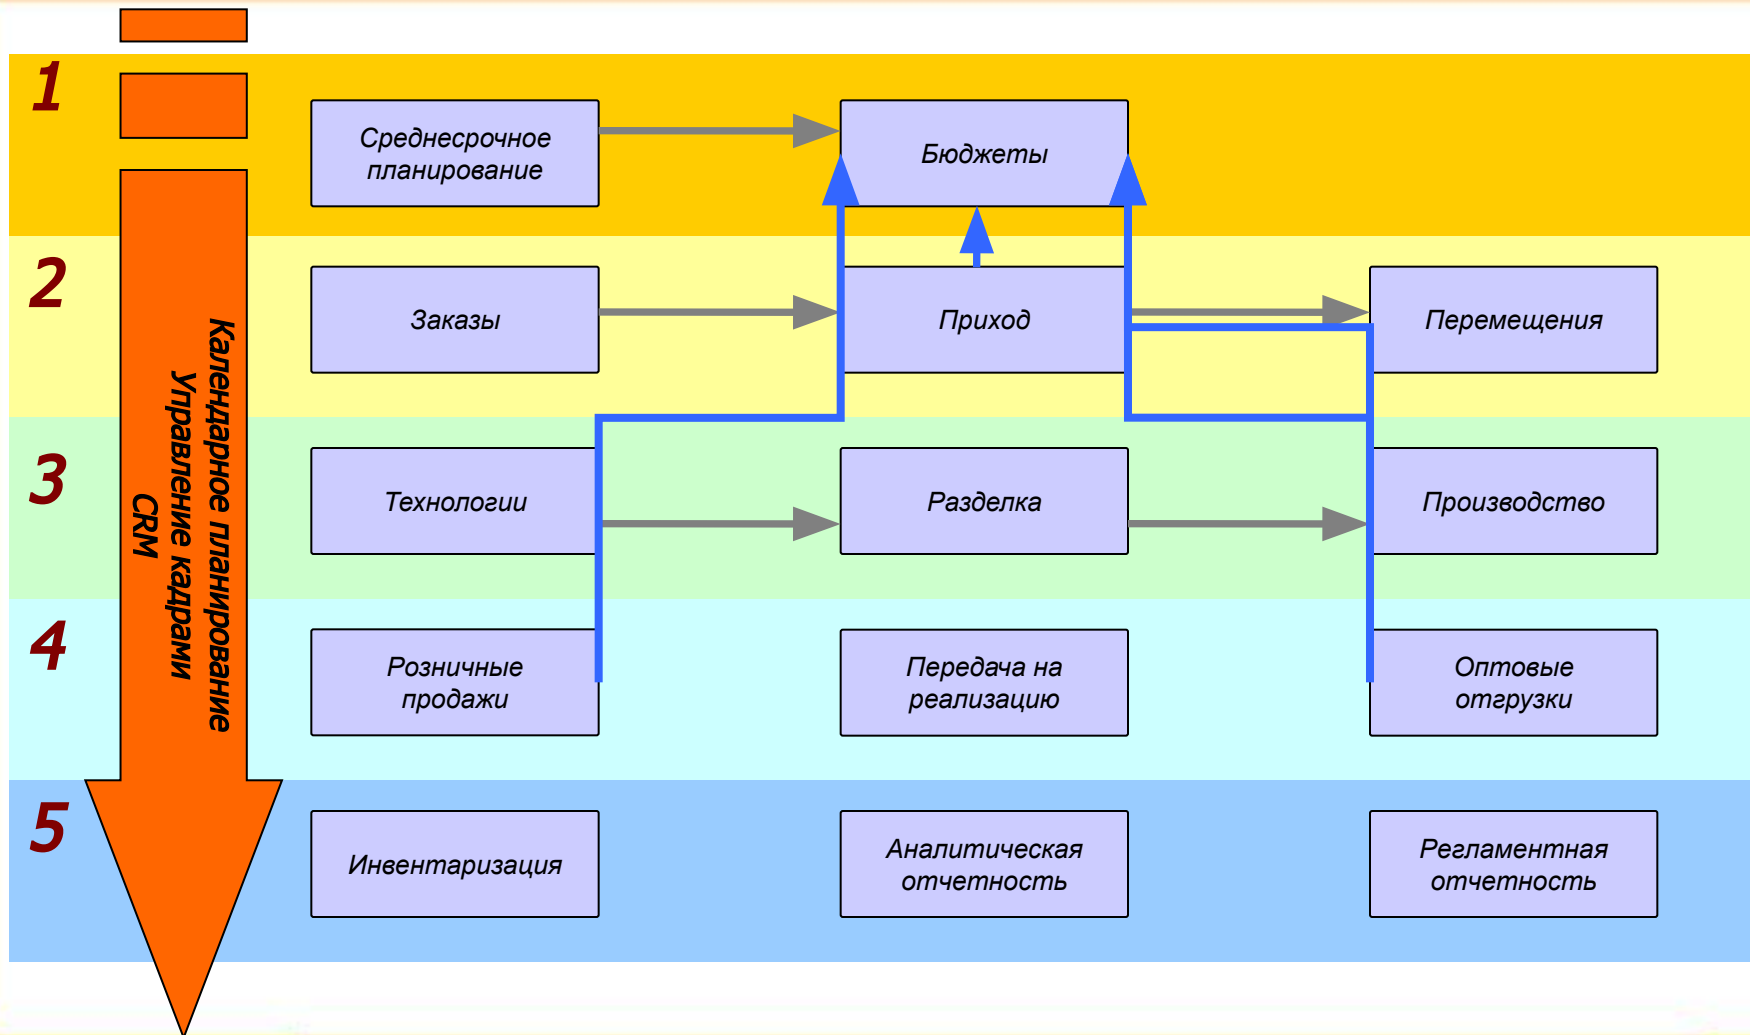 1
Среднесрочное
планирование
Бюджеты
2
Заказы
Приход
Перемещения
Календарное планирование
Управление кадрами
CRM
3
Технологии
Разделка
Производство
4
Розничные
продажи
Передача на
реализацию
Оптовые
отгрузки
5
Инвентаризация
Аналитическая
отчетность
Регламентная
отчетность